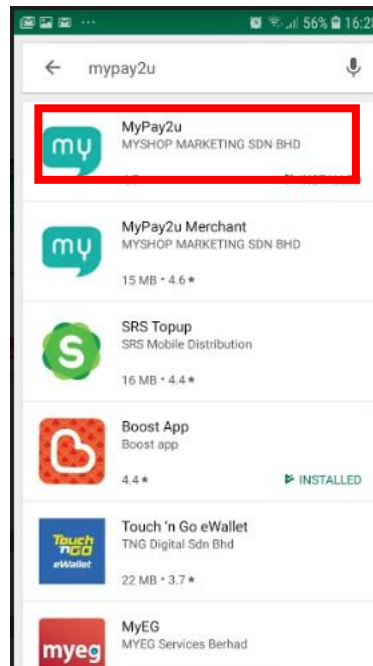 56% 16:2
mypay2u
my
MyPay2u
MYSHOP MARKETING SDN BHD
INSTALLED
my
MyPay2u Merchant
MYSHOP MARKETING SDN BHD
15 MB • 4.6 ★
S
SRS Topup
SRS Mobile Distribution
16 MB • 4.4 ★
Boost App
Boost app
4.4 ★ INSTALLED
Touch 'n Go eWallet
Touch
'nGO
eWallet
TNG Digital Sdn Bhd
22 MB • 3.7 ★
MyEG
myeg
MYEG Services Berhad